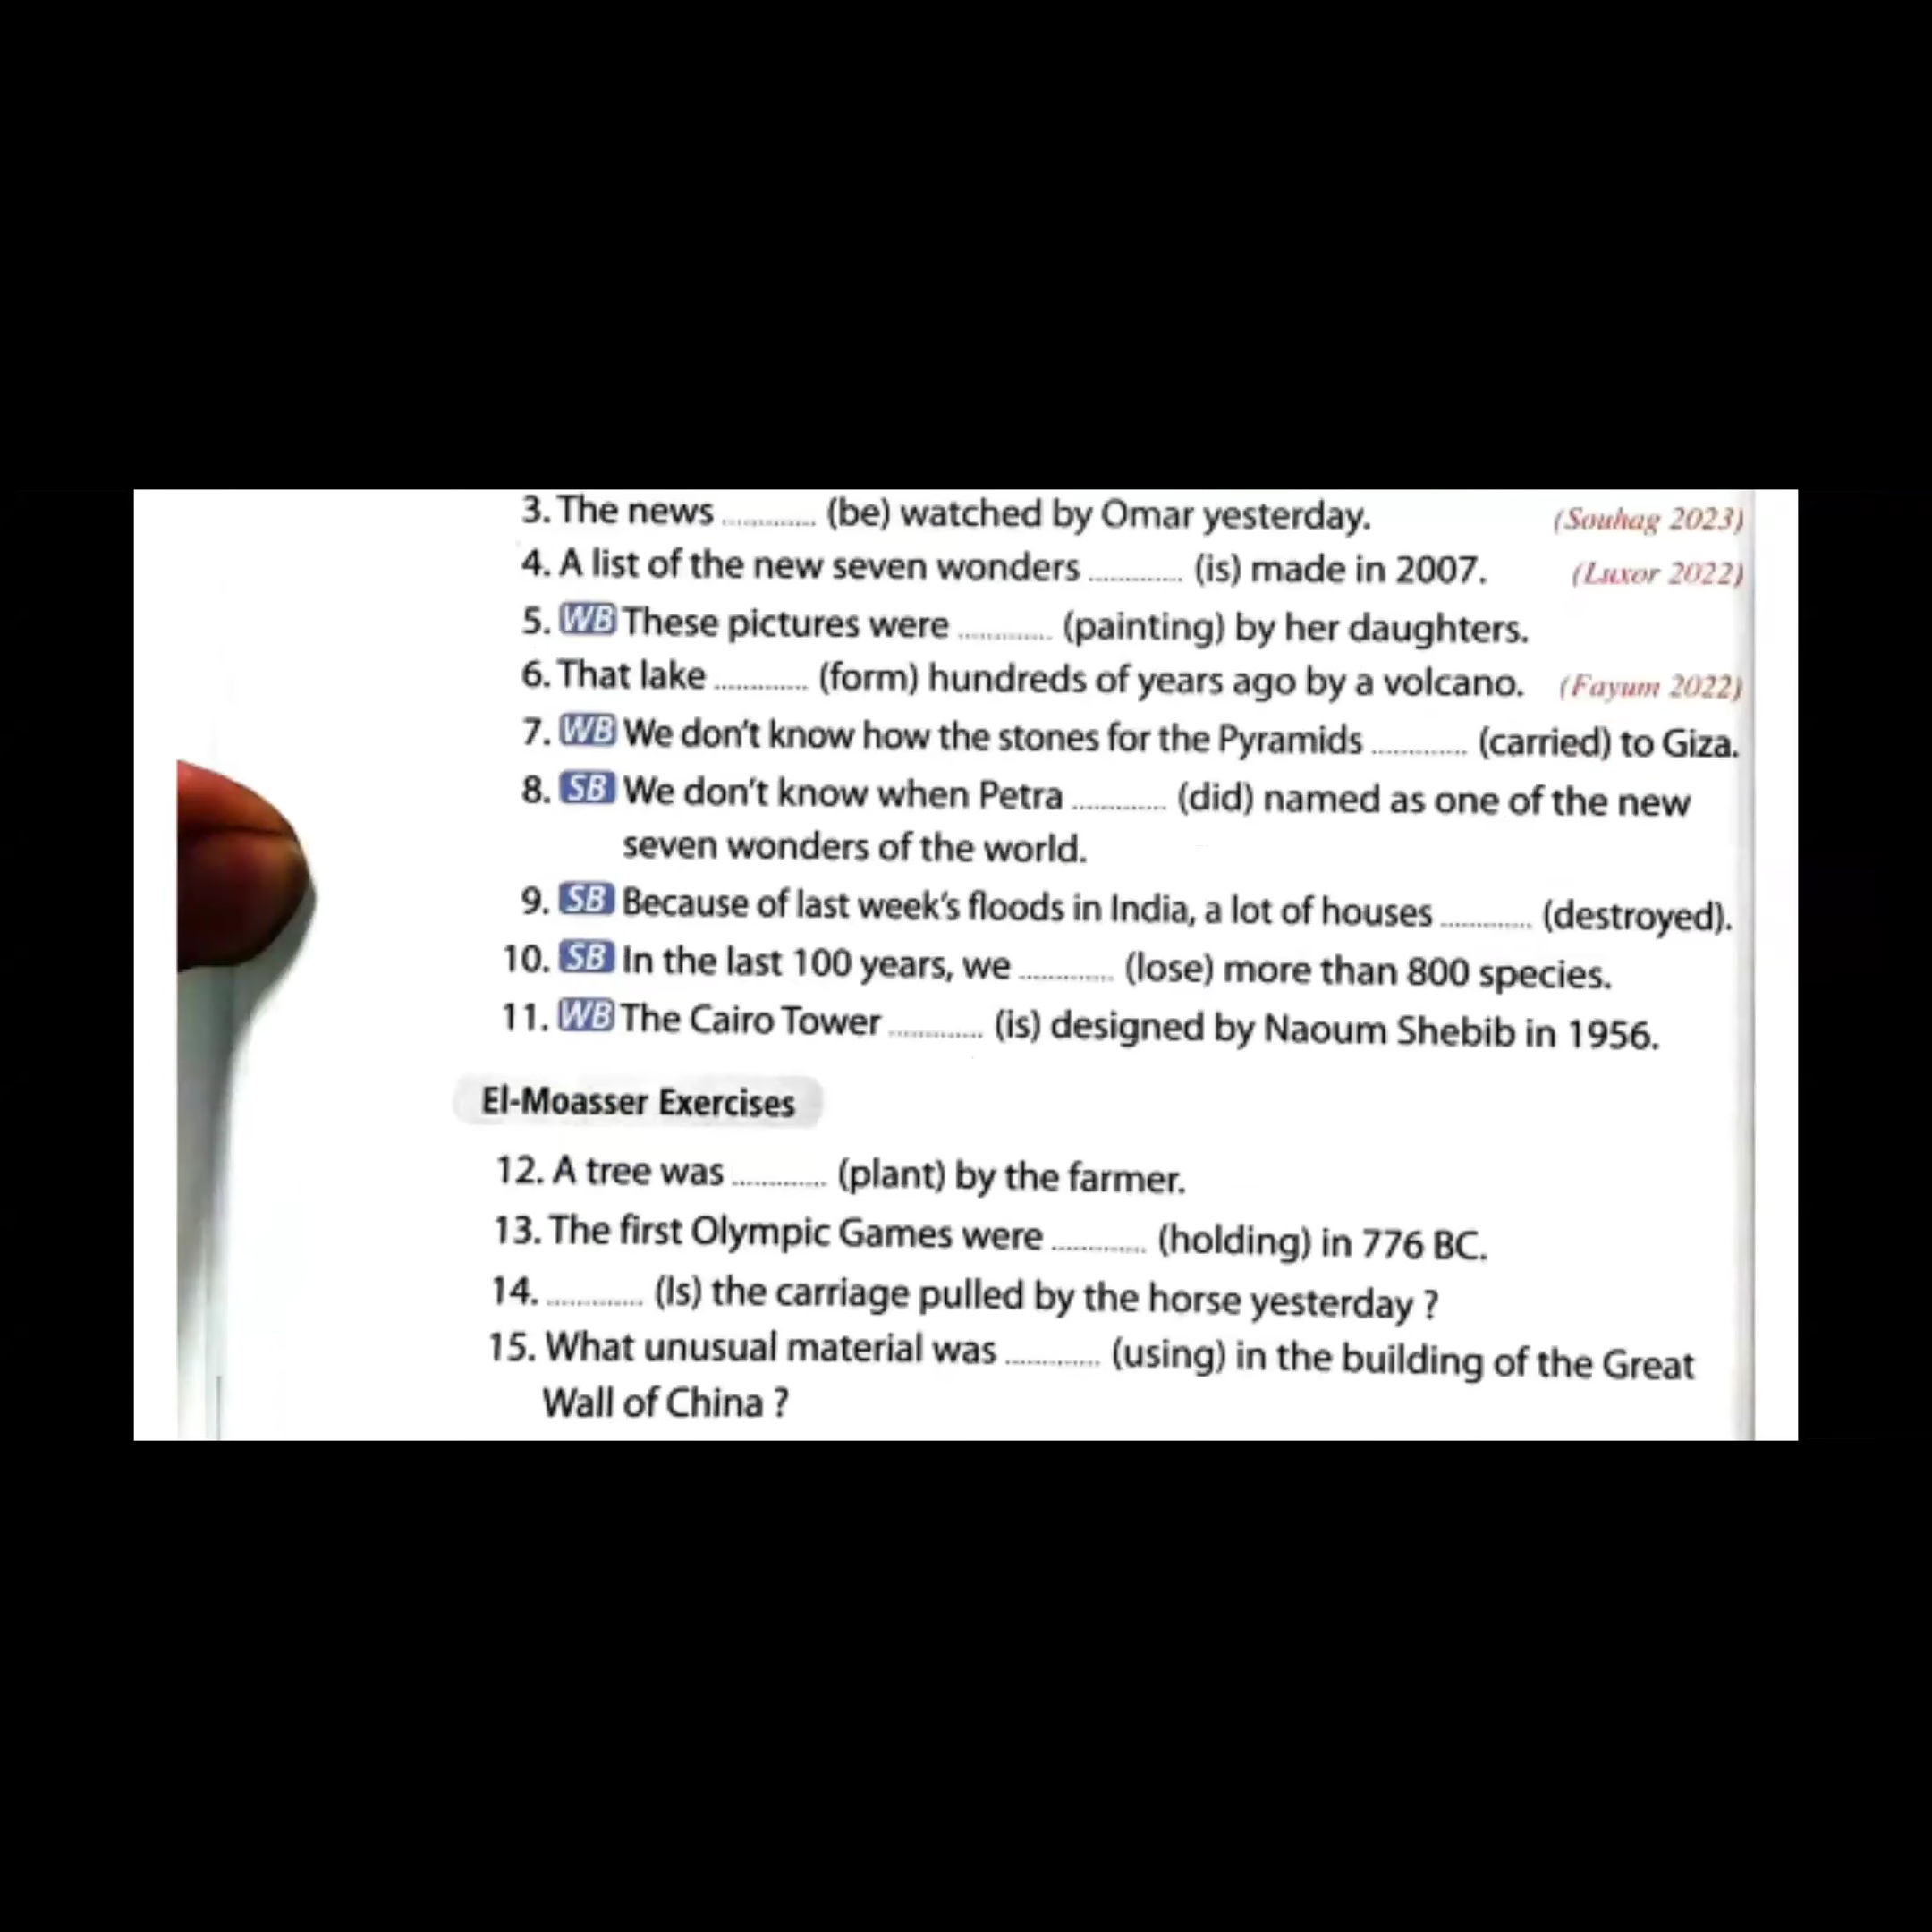 3. The news ............ (be) watched by Omar yesterday. (Souhag 2023)
4. A list of the new seven wonders ............ (is) made in 2007. (Luxor 2022)
5. WB These pictures were ............ (painting) by her daughters.
6. That lake ............ (form) hundreds of years ago by a volcano. (Fayum 2022)
7. WB We don't know how the stones for the Pyramids ............ (carried) to Giza.
8. SB We don't know when Petra ............ (did) named as one of the new
seven wonders of the world.
9. SB Because of last week's floods in India, a lot of houses ............ (destroyed).
10. SB In the last 100 years, we ............ (lose) more than 800 species.
11. WB The Cairo Tower ............ (is) designed by Naoum Shebib in 1956.
El-Moasser Exercises
12. A tree was ............ (plant) by the farmer.
13. The first Olympic Games were ............ (holding) in 776 BC.
14. ............ (Is) the carriage pulled by the horse yesterday ?
15. What unusual material was ............ (using) in the building of the Great
Wall of China ?